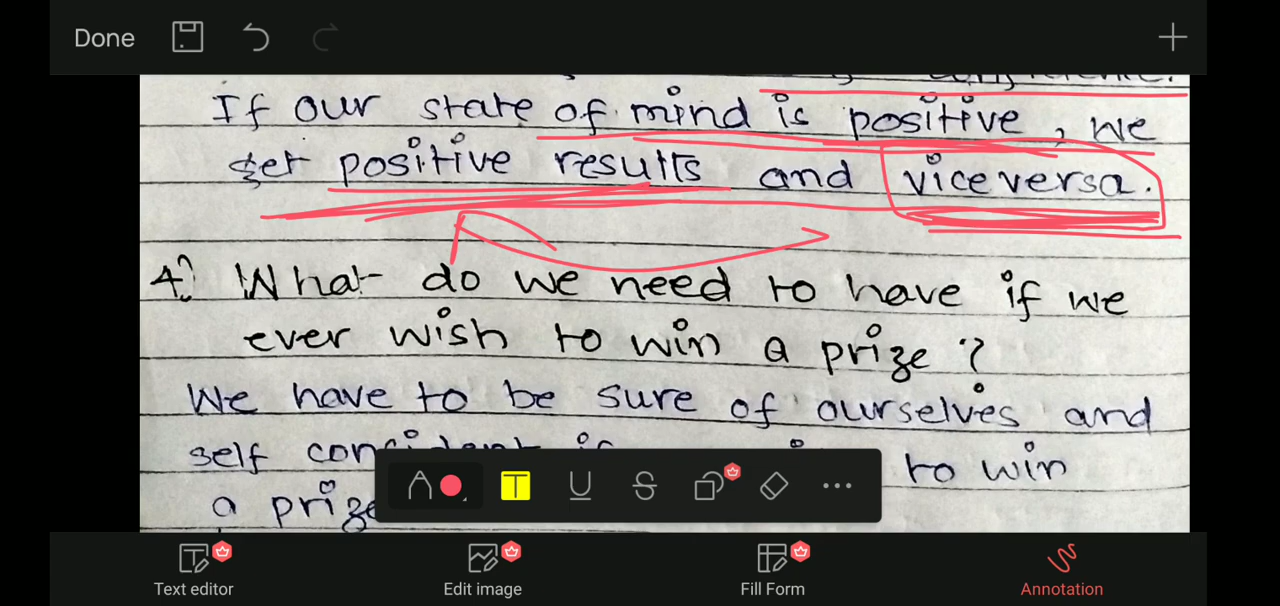 Done
If our state of mind is positive, we
get positive results and viceversa.
4) What do we need to have if we
ever wish to win a prize?
We have to be sure of ourselves and
self confident to win
a prize
Text editor
Edit image
Fill Form
Annotation